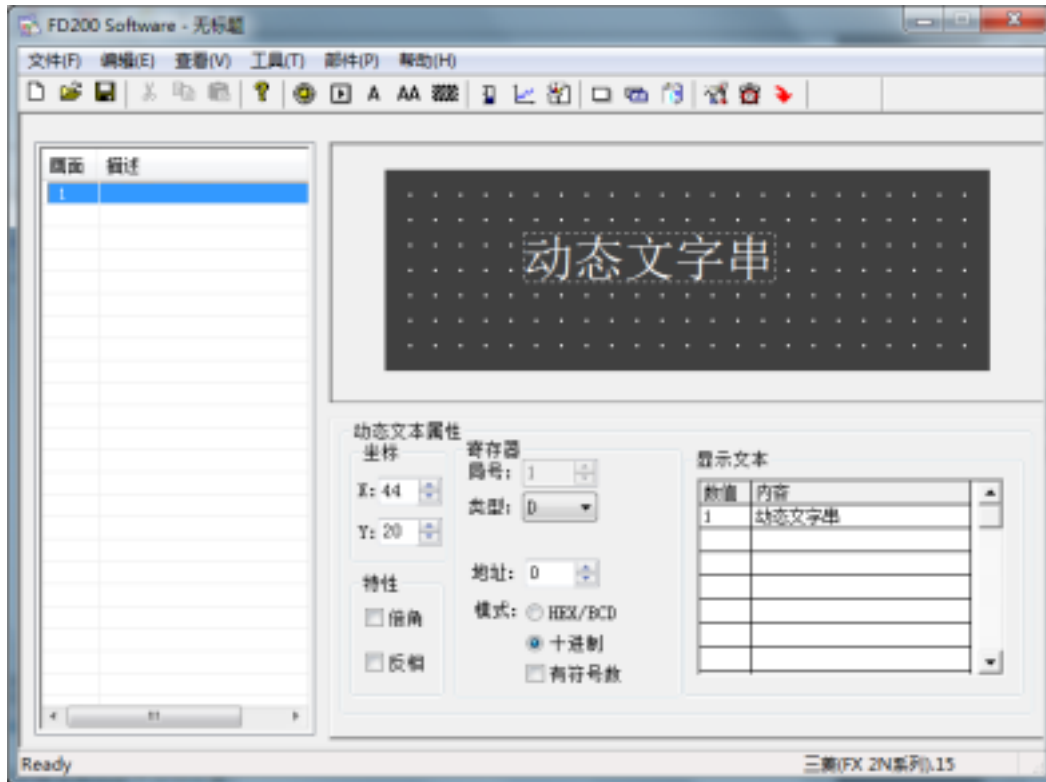 FD200 Software - 无标题
文件(F) 编辑(E) 查看(V) 工具(T) 部件(P) 帮助(H)
A AA
画面 描述
1
动态文字串
动态文本属性
坐标
X: 44
Y: 20
特性
倍角
反相
寄存器
局号: 1
类型: D
地址: 0
模式: HEX/BCD
十进制
有符号数
显示文本
数值 内容
1 动态文字串
Ready
三菱(FX 2N系列).15